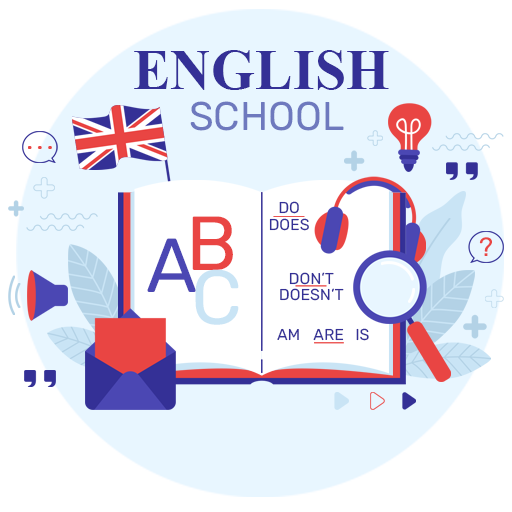 ENGLISH
SCHOOL
A B
C
DO
DOES
DON'T
DOESN'T
AM ARE IS
?